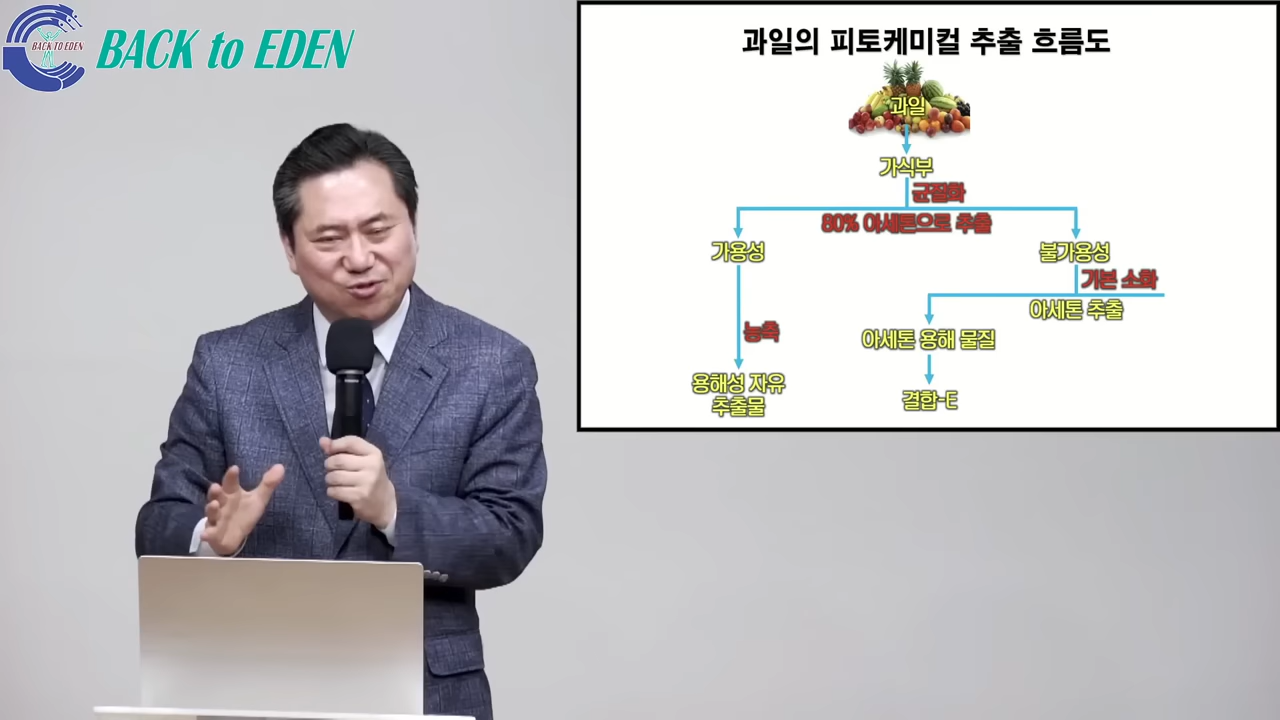 BACK TO EDEN
BACK to EDEN
과일의 피토케미컬 추출 흐름도
과일
가식부
균질화
80% 아세톤으로 추출
가용성
불가용성
기본 소화
아세톤 추출
농축
아세톤 용해 물질
용해성 자유
추출물
결합-E